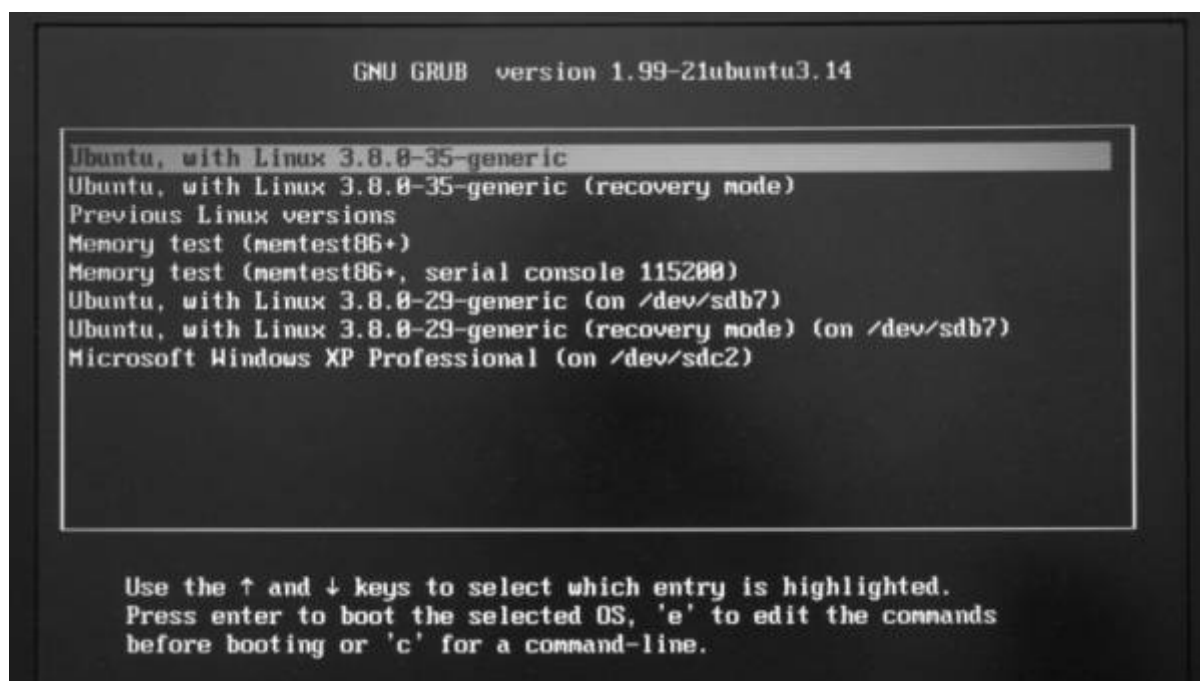 GNU GRUB version 1.99-21ubuntu3.14
Ubuntu, with Linux 3.8.0-35-generic
Ubuntu, with Linux 3.8.0-35-generic (recovery mode)
Previous Linux versions
Memory test (memtest86+)
Memory test (memtest86+, serial console 115200)
Ubuntu, with Linux 3.8.0-29-generic (on /dev/sdb7)
Ubuntu, with Linux 3.8.0-29-generic (recovery mode) (on /dev/sdb7)
Microsoft Windows XP Professional (on /dev/sdc2)
Use the ↑ and ↓ keys to select which entry is highlighted.
Press enter to boot the selected OS, 'e' to edit the commands
before booting or 'c' for a command-line.